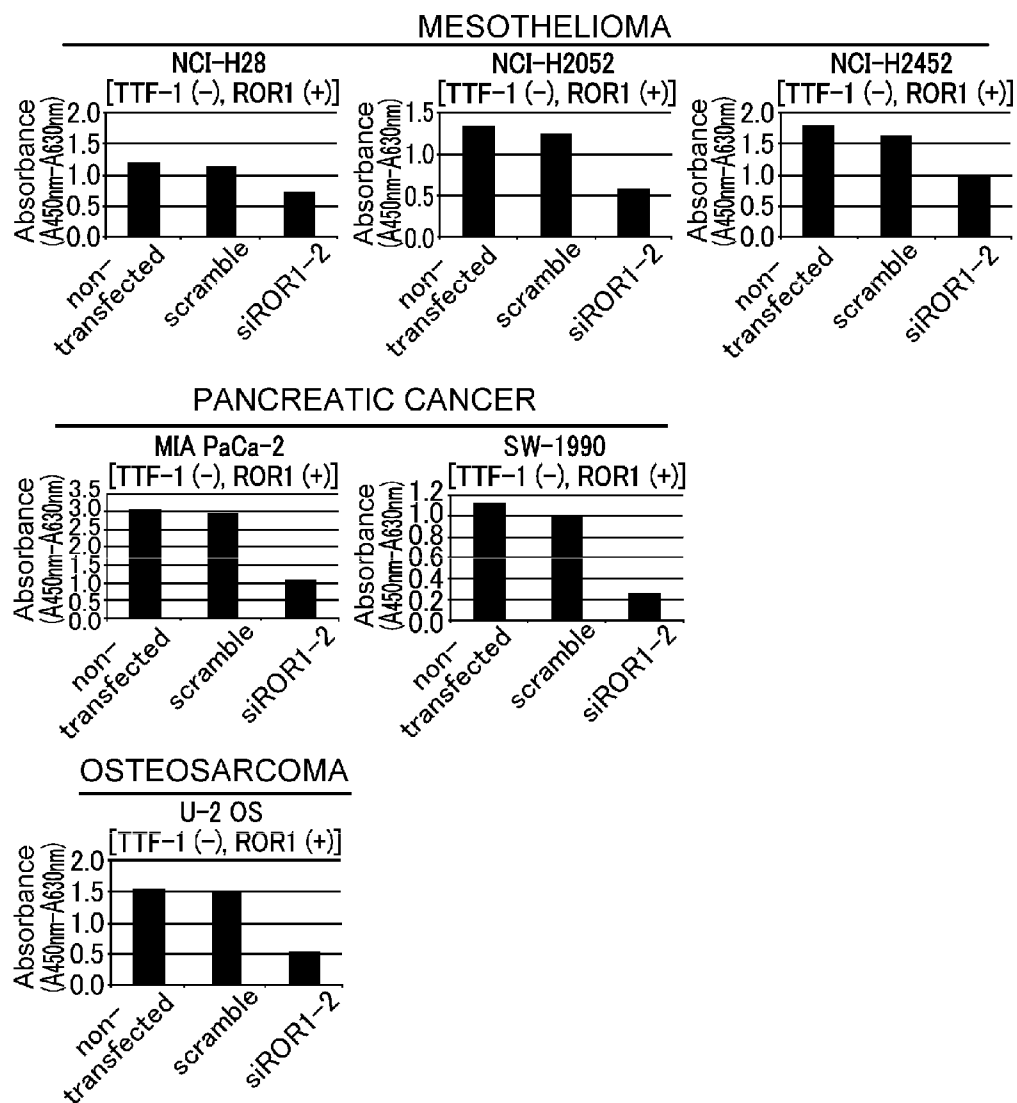 MESOTHELIOMA
NCI-H28
[TTF-1 (-), ROR1 (+)]
Absorbance
(A450nm-A630nm)
2.0
1.5
1.0
0.5
0.0
non-
transfected
scramble
siROR1-2
NCI-H2052
[TTF-1 (-), ROR1 (+)]
Absorbance
(A450nm-A630nm)
1.5
1.0
0.5
0.0
non-
transfected
scramble
siROR1-2
NCI-H2452
[TTF-1 (-), ROR1 (+)]
Absorbance
(A450nm-A630nm)
2.0
1.5
1.0
0.5
0.0
non-
transfected
scramble
siROR1-2
PANCREATIC CANCER
MIA PaCa-2
[TTF-1 (-), ROR1 (+)]
Absorbance
(A450nm-A630nm)
3.5
3.0
2.5
2.0
1.5
1.0
0.5
0.0
non-
transfected
scramble
siROR1-2
SW-1990
[TTF-1 (-), ROR1 (+)]
Absorbance
(A450nm-A630nm)
1.2
1.0
0.8
0.6
0.4
0.2
0.0
non-
transfected
scramble
siROR1-2
OSTEOSARCOMA
U-2 OS
[TTF-1 (-), ROR1 (+)]
Absorbance
(A450nm-A630nm)
2.0
1.5
1.0
0.5
0.0
non-
transfected
scramble
siROR1-2